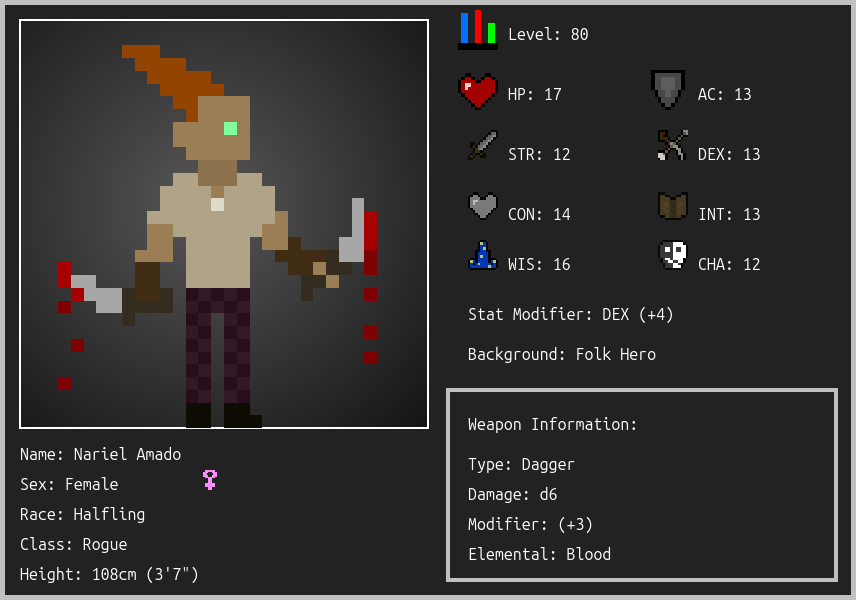 Level: 80
HP: 17
AC: 13
STR: 12
DEX: 13
CON: 14
INT: 13
WIS: 16
CHA: 12
Stat Modifier: DEX (+4)
Background: Folk Hero
Weapon Information:
Type: Dagger
Damage: d6
Modifier: (+3)
Elemental: Blood
Name: Nariel Amado
Sex: Female
Race: Halfling
Class: Rogue
Height: 108cm (3'7")